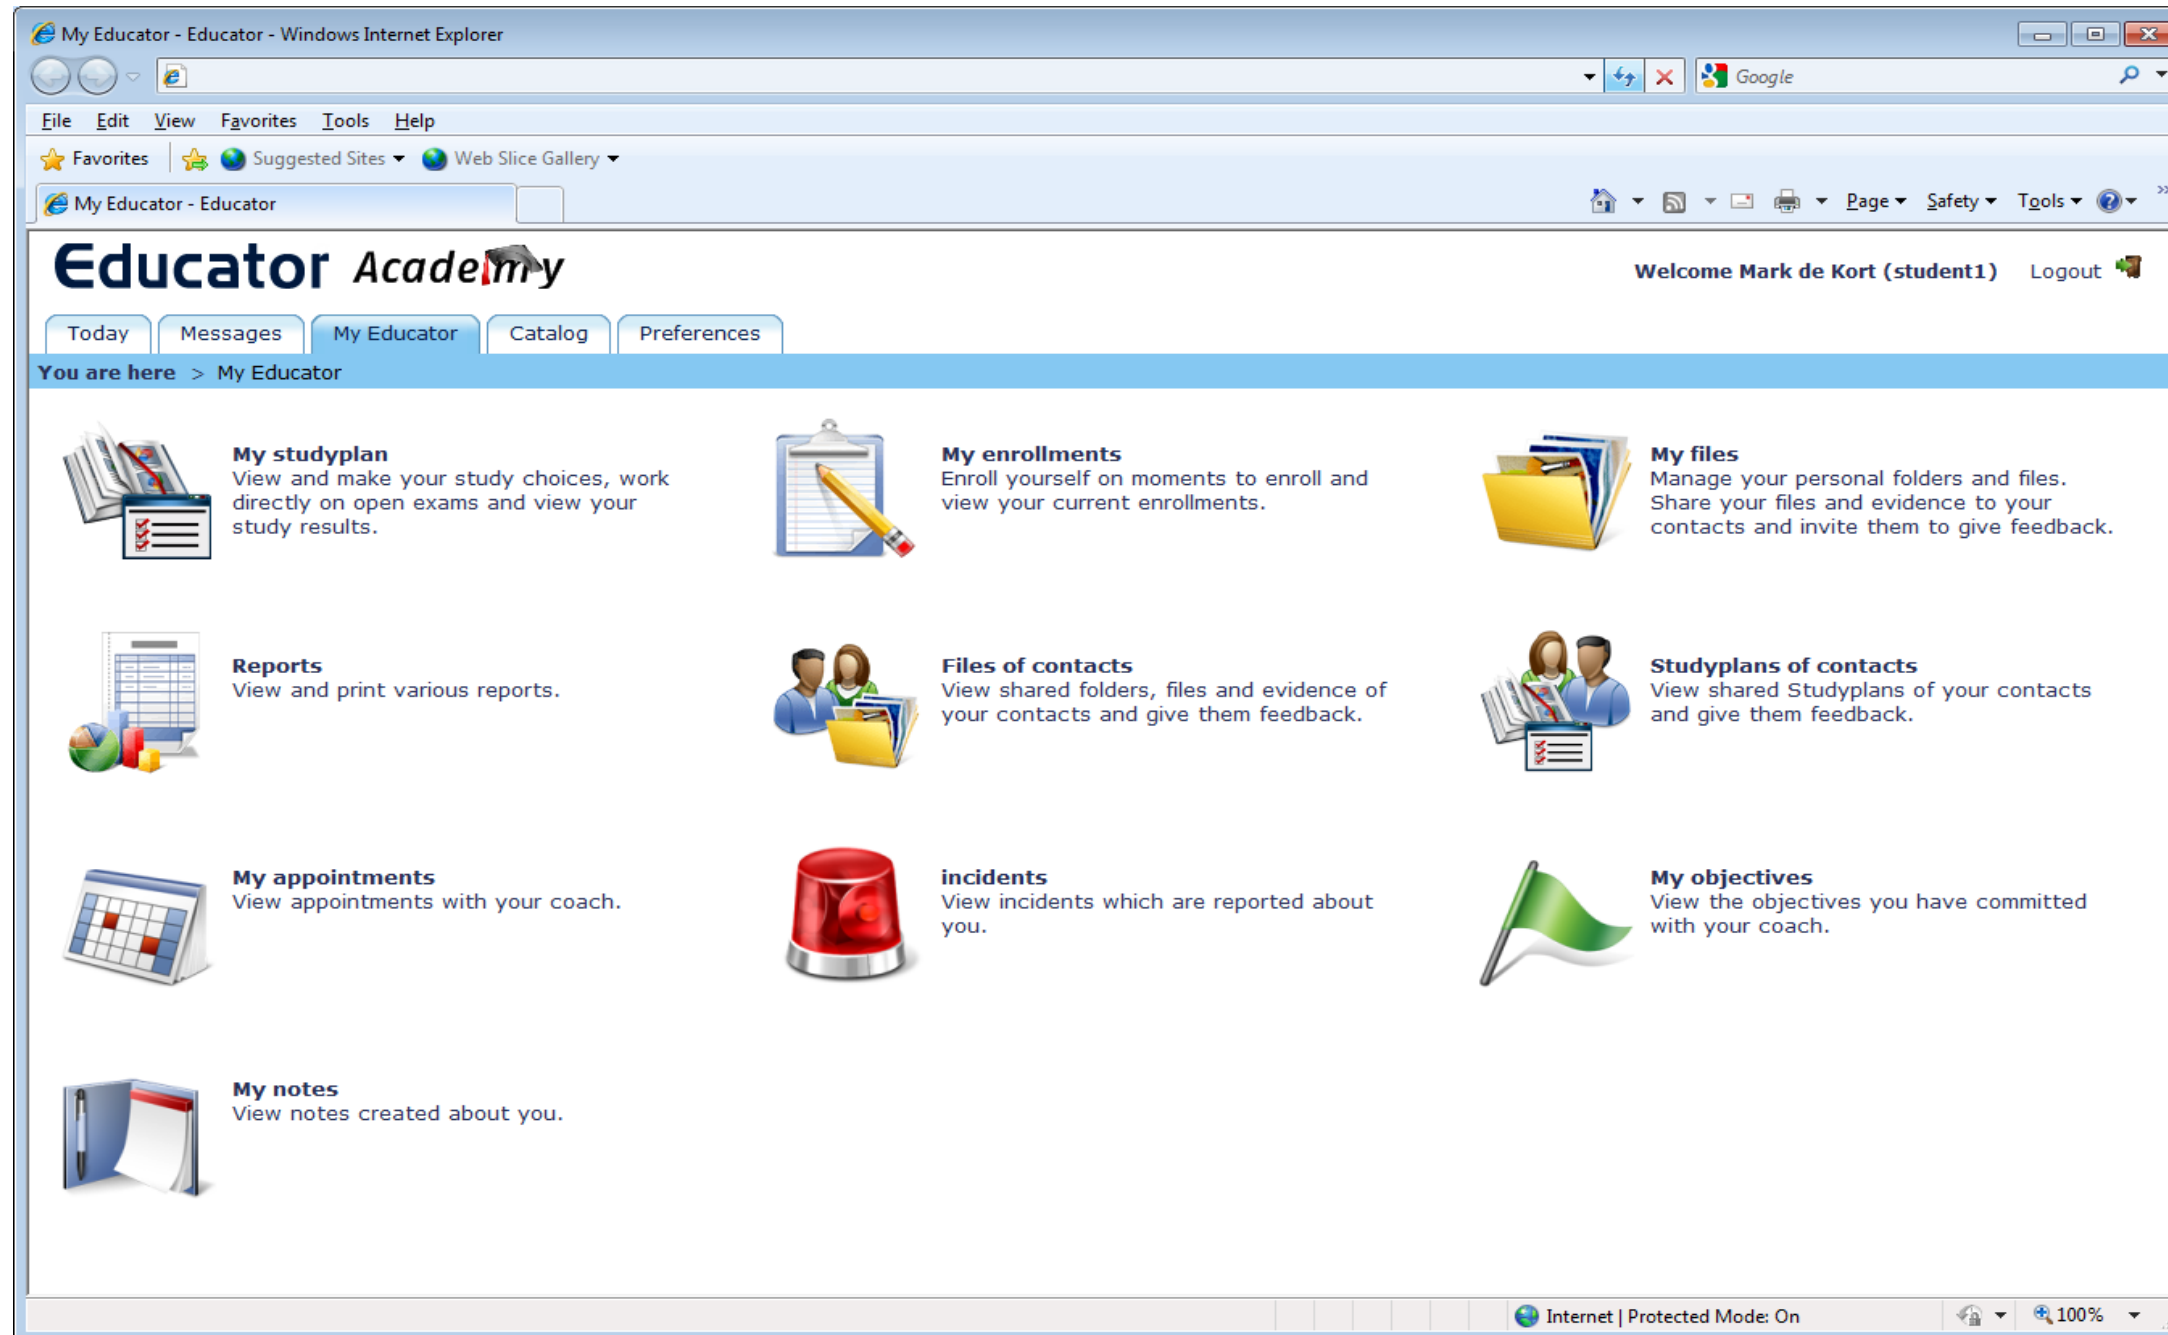 My Educator - Educator - Windows Internet Explorer
Google
File Edit View Favorites Tools Help
Favorites Suggested Sites Web Slice Gallery
My Educator - Educator
Page Safety Tools
Educator Academy
Welcome Mark de Kort (student1) Logout
Today Messages My Educator Catalog Preferences
You are here > My Educator
My studyplan
View and make your study choices, work
directly on open exams and view your
study results.
My enrollments
Enroll yourself on moments to enroll and
view your current enrollments.
My files
Manage your personal folders and files.
Share your files and evidence to your
contacts and invite them to give feedback.
Reports
View and print various reports.
Files of contacts
View shared folders, files and evidence of
your contacts and give them feedback.
Studyplans of contacts
View shared Studyplans of your contacts
and give them feedback.
My appointments
View appointments with your coach.
incidents
View incidents which are reported about
you.
My objectives
View the objectives you have committed
with your coach.
My notes
View notes created about you.
Internet | Protected Mode: On
100%